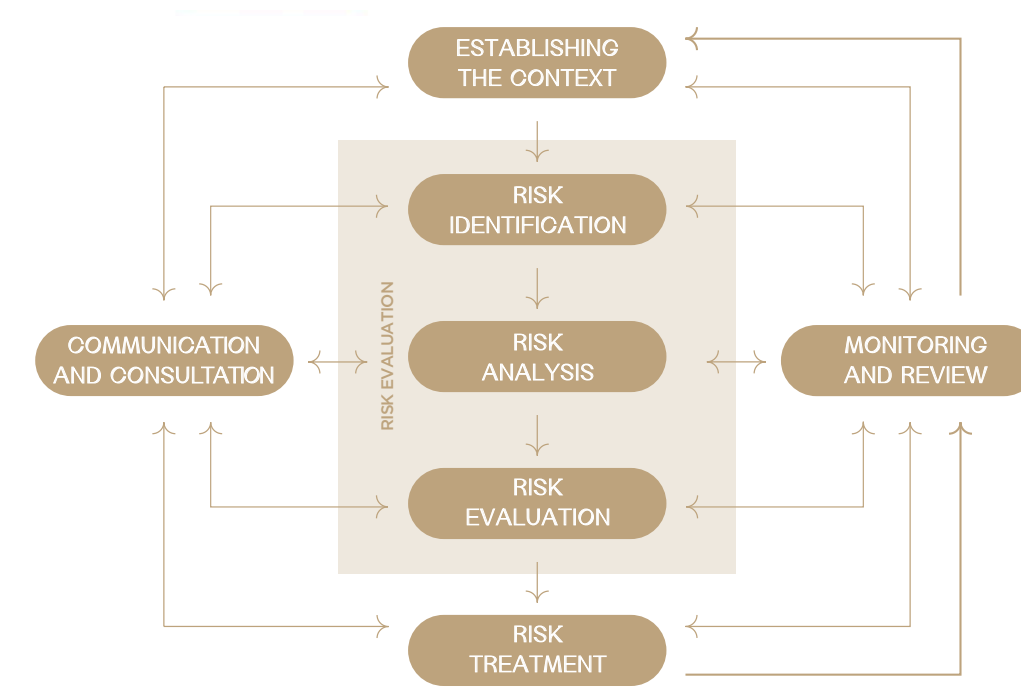 ESTABLISHING
THE CONTEXT
RISK
IDENTIFICATION
RISK EVALUATION
COMMUNICATION
AND CONSULTATION
RISK
ANALYSIS
MONITORING
AND REVIEW
RISK
EVALUATION
RISK
TREATMENT